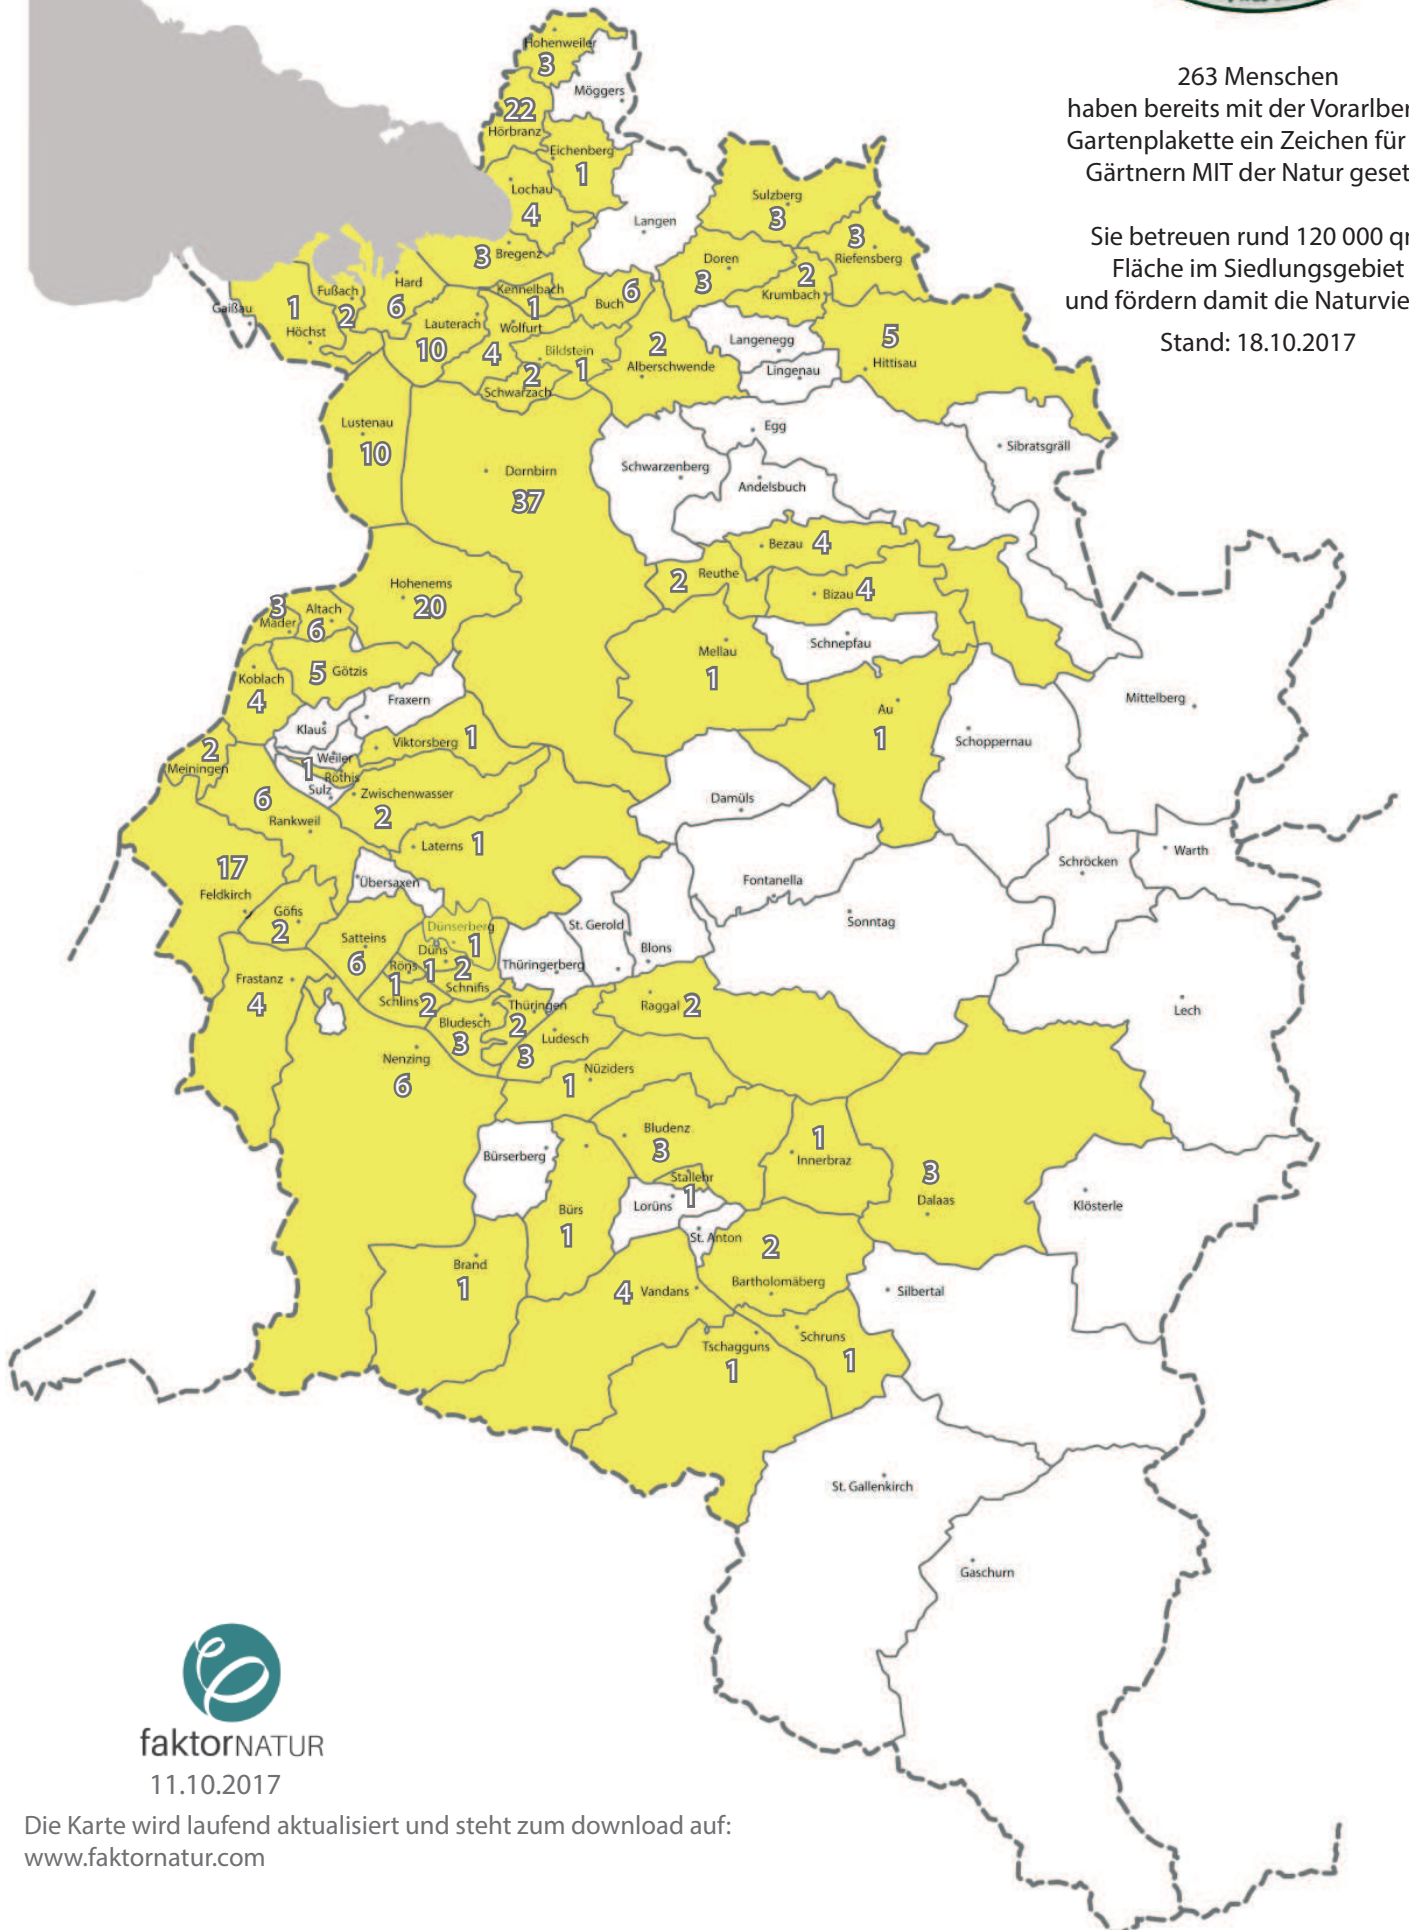 263 Menschen
haben bereits mit der Vorarlber
Gartenplakette ein Zeichen für
Gärtnern MIT der Natur geset
Sie betreuen rund 120 000 qr
Fläche im Siedlungsgebiet
und fördern damit die Naturvie
Stand: 18.10.2017
Hohenweiler
3
Möggers
22
Hörbranz
Eichenberg
1
Lochau
4
Langen
Sulzberg
3
3
Riefensberg
3 Bregenz
Doren
3
2
Krumbach
Gaißau
1
Höchst
Fußach
2
Hard
6
Kennelbach
1
Buch 6
Lauterach
10
Wolfurt
4
Bildstein
1
2
Schwarzach
2
Alberschwende
Langenegg
Lingenau
5
Hittisau
Lustenau
10
Dornbirn
37
Schwarzenberg
Egg
Andelsbuch
Sibratsgräll
Bezau 4
2 Reuthe
Bizau 4
Hohenems
20
3
Mäder
Altach
6
Schnepfau
Mellau
1
5 Götzis
Koblach
4
Fraxern
Klaus
Au
1
Schoppernau
Mittelberg
Viktorsberg 1
2
Meiningen
Weiler
1
Röthis
Sulz
Zwischenwasser
2
6
Rankweil
Damüls
Laterns 1
Schröcken
Warth
17
Feldkirch
Übersaxen
Fontanella
Göfis
2
Sonntag
Satteins
6
Dünserberg
1
St. Gerold
Blons
Düns
1
Röns
1
2
Schnifis
Thüringerberg
Frastanz
4
Schlins 2
Bludesch
3
Thüringen
2
Raggal 2
Lech
Ludesch
3
Nenzing
6
Nüziders
1
Bludenz
3
1
Innerbraz
Bürserberg
Stallehr
1
3
Dalaas
Klösterle
Lorüns
Bürs
1
St. Anton
2
Bartholomäberg
Brand
1
4 Vandans
Silbertal
Tschagguns
1
Schruns
1
St. Gallenkirch
Gaschurn
faktorNATUR
11.10.2017
Die Karte wird laufend aktualisiert und steht zum download auf:
www.faktornatur.com